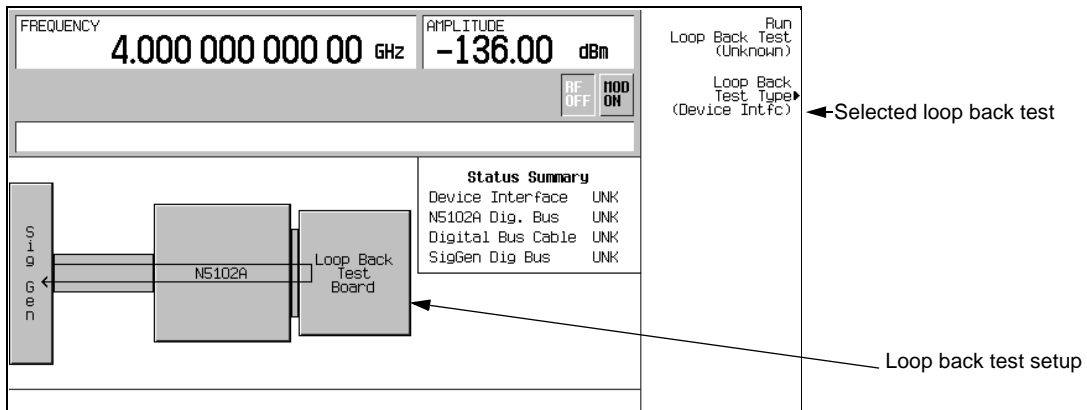 FREQUENCY
4.000 000 000 00 GHz
AMPLITUDE
-136.00 dBm
RF
OFF
MOD
ON
Run
Loop Back Test
(Unknown)
Loop Back
Test Type
(Device Intfc)
Selected loop back test
Status Summary
Device Interface UNK
N5102A Dig. Bus UNK
Digital Bus Cable UNK
SigGen Dig Bus UNK
Sig Gen
N5102A
Loop Back
Test
Board
Loop back test setup